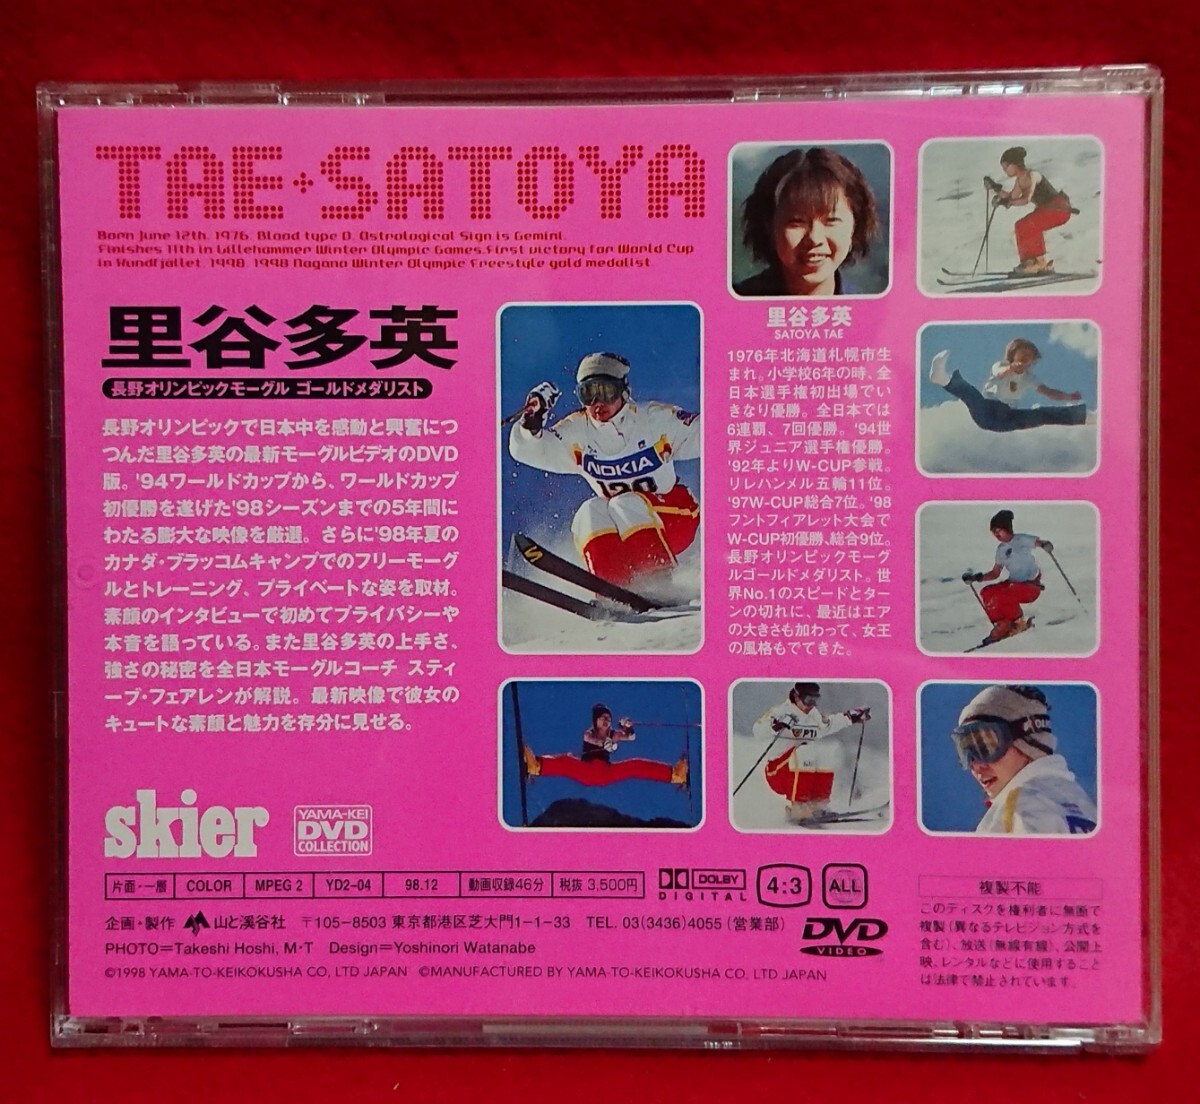 TAE+SATOYA
Born June 12th, 1976. Blood type O. Astrological Sign is Gemini.
Finishes 11th in Lillehammer Winter Olympic Games.First victory for World Cup
in Hundfjallet, 1998. 1998 Nagano Winter Olympic Freestyle gold medalist.
里谷多英
長野オリンピックモーグル ゴールドメダリスト
長野オリンピックで日本中を感動と興奮につ
つんだ里谷多英の最新モーグルビデオのDVD
版。'94ワールドカップから、ワールドカップ
初優勝を遂げた'98シーズンまでの5年間に
わたる膨大な映像を厳選。さらに'98年夏の
カナダ・ブラッコムキャンプでのフリーモーグ
ルとトレーニング、プライベートな姿を取材。
素顔のインタビューで初めてプライバシーや
本音を語っている。また里谷多英の上手さ、
強さの秘密を全日本モーグルコーチ スティ
ーブ・フェアレンが解説。最新映像で彼女の
キュートな素顔と魅力を存分に見せる。
NOKIA
120
里谷多英
SATOYA TAE
1976年北海道札幌市生
まれ。小学校6年の時、全
日本選手権初出場でい
きなり優勝。全日本では
6連覇、7回優勝。'94世
界ジュニア選手権優勝。
'92年よりW-CUP参戦。
リレハンメル五輪11位。
'97W-CUP総合7位。'98
フントフィアレット大会で
W-CUP初優勝、総合9位。
長野オリンピックモーグ
ルゴールドメダリスト。世
界No.1のスピードとター
ンの切れに、最近はエア
の大きさも加わって、女王
の風格もでてきた。
skier
YAMA-KEI
DVD
COLLECTION
片面・一層 COLOR MPEG 2 YD2-04 98.12 動画収録46分 税抜 3,500円
DOLBY
DIGITAL
4:3
ALL
企画・製作 山と溪谷社 〒105-8503 東京都港区芝大門1-1-33 TEL. 03(3436)4055 (営業部)
PHOTO=Takeshi Hoshi, M・T Design=Yoshinori Watanabe
©1998 YAMA-TO-KEIKOKUSHA CO, LTD JAPAN ©MANUFACTURED BY YAMA-TO-KEIKOKUSHA CO, LTD JAPAN
DVD
VIDEO
複製不能
このディスクを権利者に無断で
複製(異なるテレビジョン方式を
含む)、放送(無線有線)、公開上
映、レンタルなどに使用すること
は法律で禁止されています。